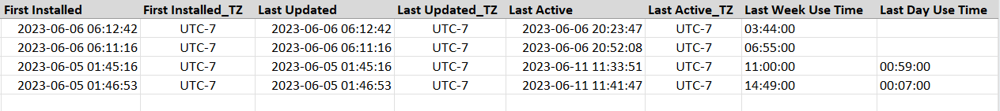 First Installed First Installed_TZ Last Updated Last Updated_TZ Last Active Last Active_TZ Last Week Use Time Last Day Use Time
2023-06-06 06:12:42 UTC-7 2023-06-06 06:12:42 UTC-7 2023-06-06 20:23:47 UTC-7 03:44:00
2023-06-06 06:11:16 UTC-7 2023-06-06 06:11:16 UTC-7 2023-06-06 20:52:08 UTC-7 06:55:00
2023-06-05 01:45:16 UTC-7 2023-06-05 01:45:16 UTC-7 2023-06-11 11:33:51 UTC-7 11:00:00 00:59:00
2023-06-05 01:46:53 UTC-7 2023-06-05 01:46:53 UTC-7 2023-06-11 11:41:47 UTC-7 14:49:00 00:07:00